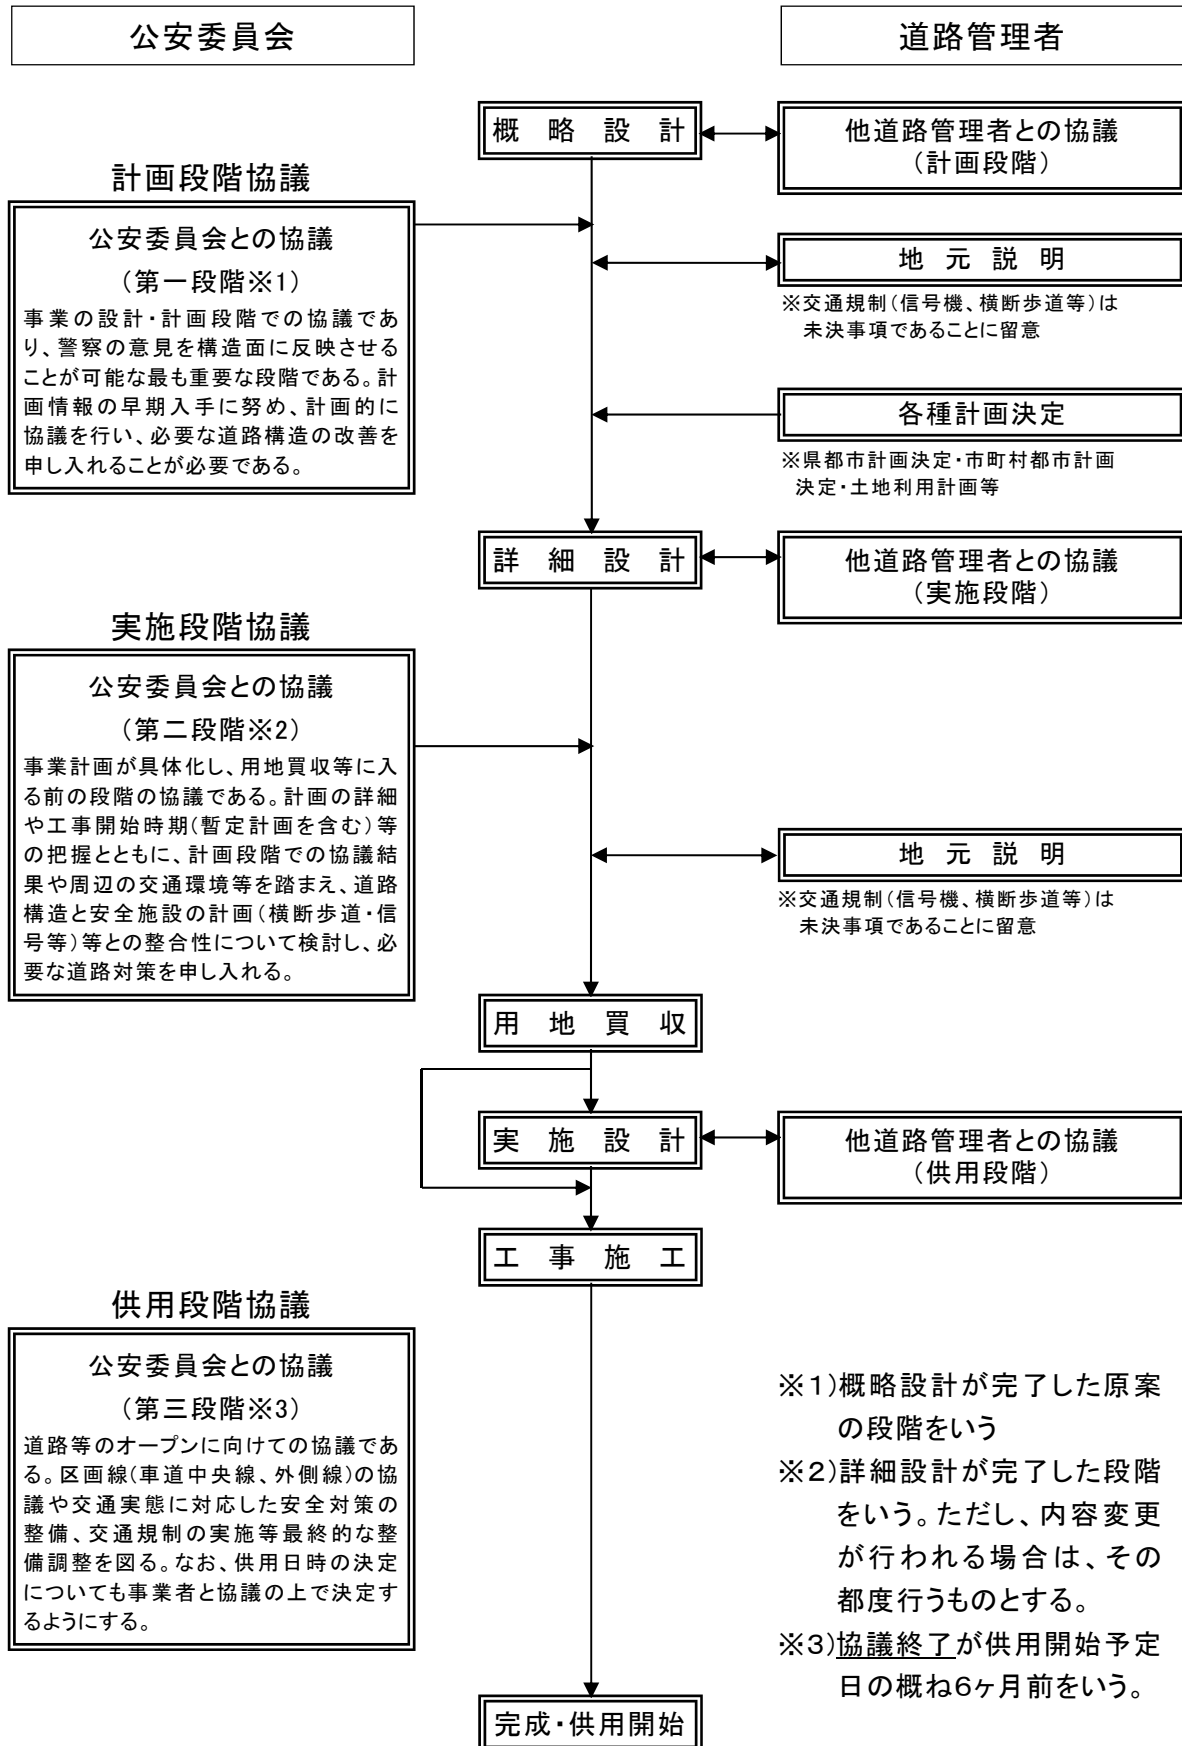 公安委員会
道路管理者
概略設計
他道路管理者との協議
（計画段階）
計画段階協議
公安委員会との協議
（第一段階※1）
事業の設計・計画段階での協議であ
り、警察の意見を構造面に反映させる
ことが可能な最も重要な段階である。計
画情報の早期入手に努め、計画的に
協議を行い、必要な道路構造の改善を
申し入れることが必要である。
地元説明
※交通規制（信号機、横断歩道等）は
未決事項であることに留意
各種計画決定
※県都市計画決定・市町村都市計画
決定・土地利用計画等
詳細設計
他道路管理者との協議
（実施段階）
実施段階協議
公安委員会との協議
（第二段階※2）
事業計画が具体化し、用地買収等に入
る前の段階の協議である。計画の詳細
や工事開始時期（暫定計画を含む）等
の把握とともに、計画段階での協議結
果や周辺の交通環境等を踏まえ、道路
構造と安全施設の計画（横断歩道・信
号等）等との整合性について検討し、必
要な道路対策を申し入れる。
地元説明
※交通規制（信号機、横断歩道等）は
未決事項であることに留意
用地買収
実施設計
他道路管理者との協議
（供用段階）
工事施工
供用段階協議
公安委員会との協議
（第三段階※3）
道路等のオープンに向けての協議であ
る。区画線（車道中央線、外側線）の協
議や交通実態に対応した安全対策の
整備、交通規制の実施等最終的な整
備調整を図る。なお、供用日時の決定
についても事業者と協議の上で決定す
るようにする。
※1）概略設計が完了した原案
の段階をいう
※2）詳細設計が完了した段階
をいう。ただし、内容変更
が行われる場合は、その
都度行うものとする。
※3）協議終了が供用開始予定
日の概ね6ヶ月前をいう。
完成・供用開始